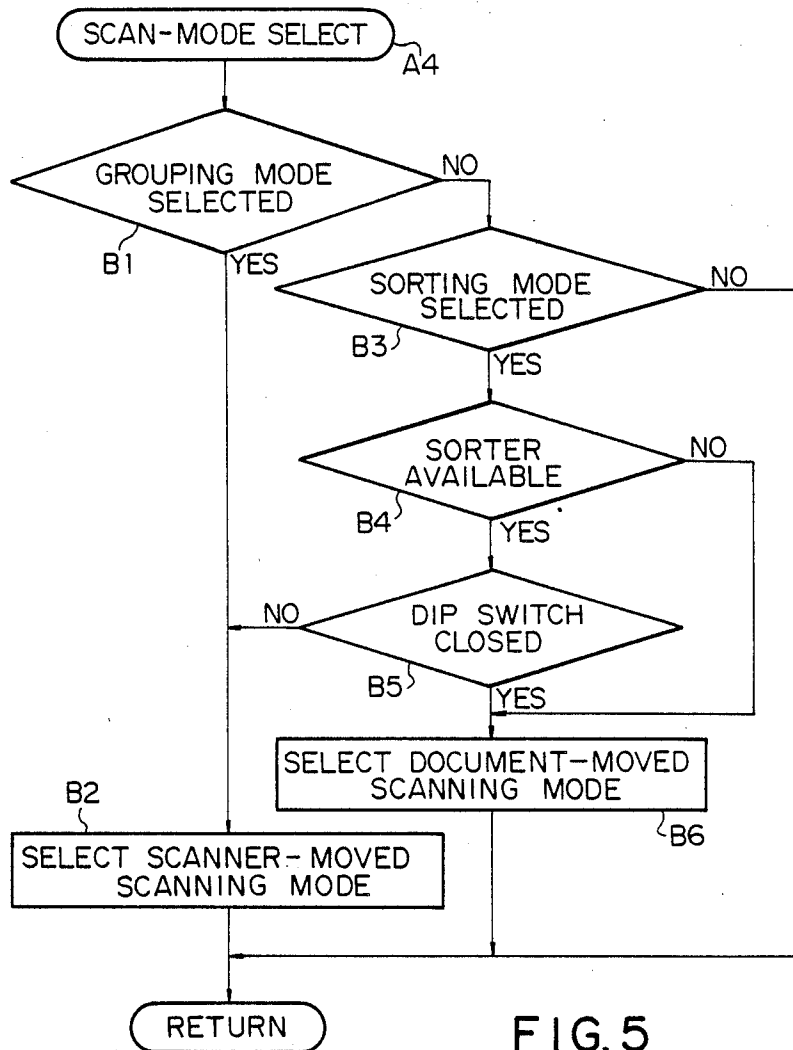 SCAN-MODE SELECT
A4
GROUPING MODE
SELECTED
NO
B1
YES
SORTING MODE
SELECTED
NO
B3
YES
SORTER
AVAILABLE
NO
B4
YES
DIP SWITCH
CLOSED
NO
B5
YES
SELECT DOCUMENT-MOVED
SCANNING MODE
B6
B2
SELECT SCANNER-MOVED
SCANNING MODE
RETURN
FIG. 5